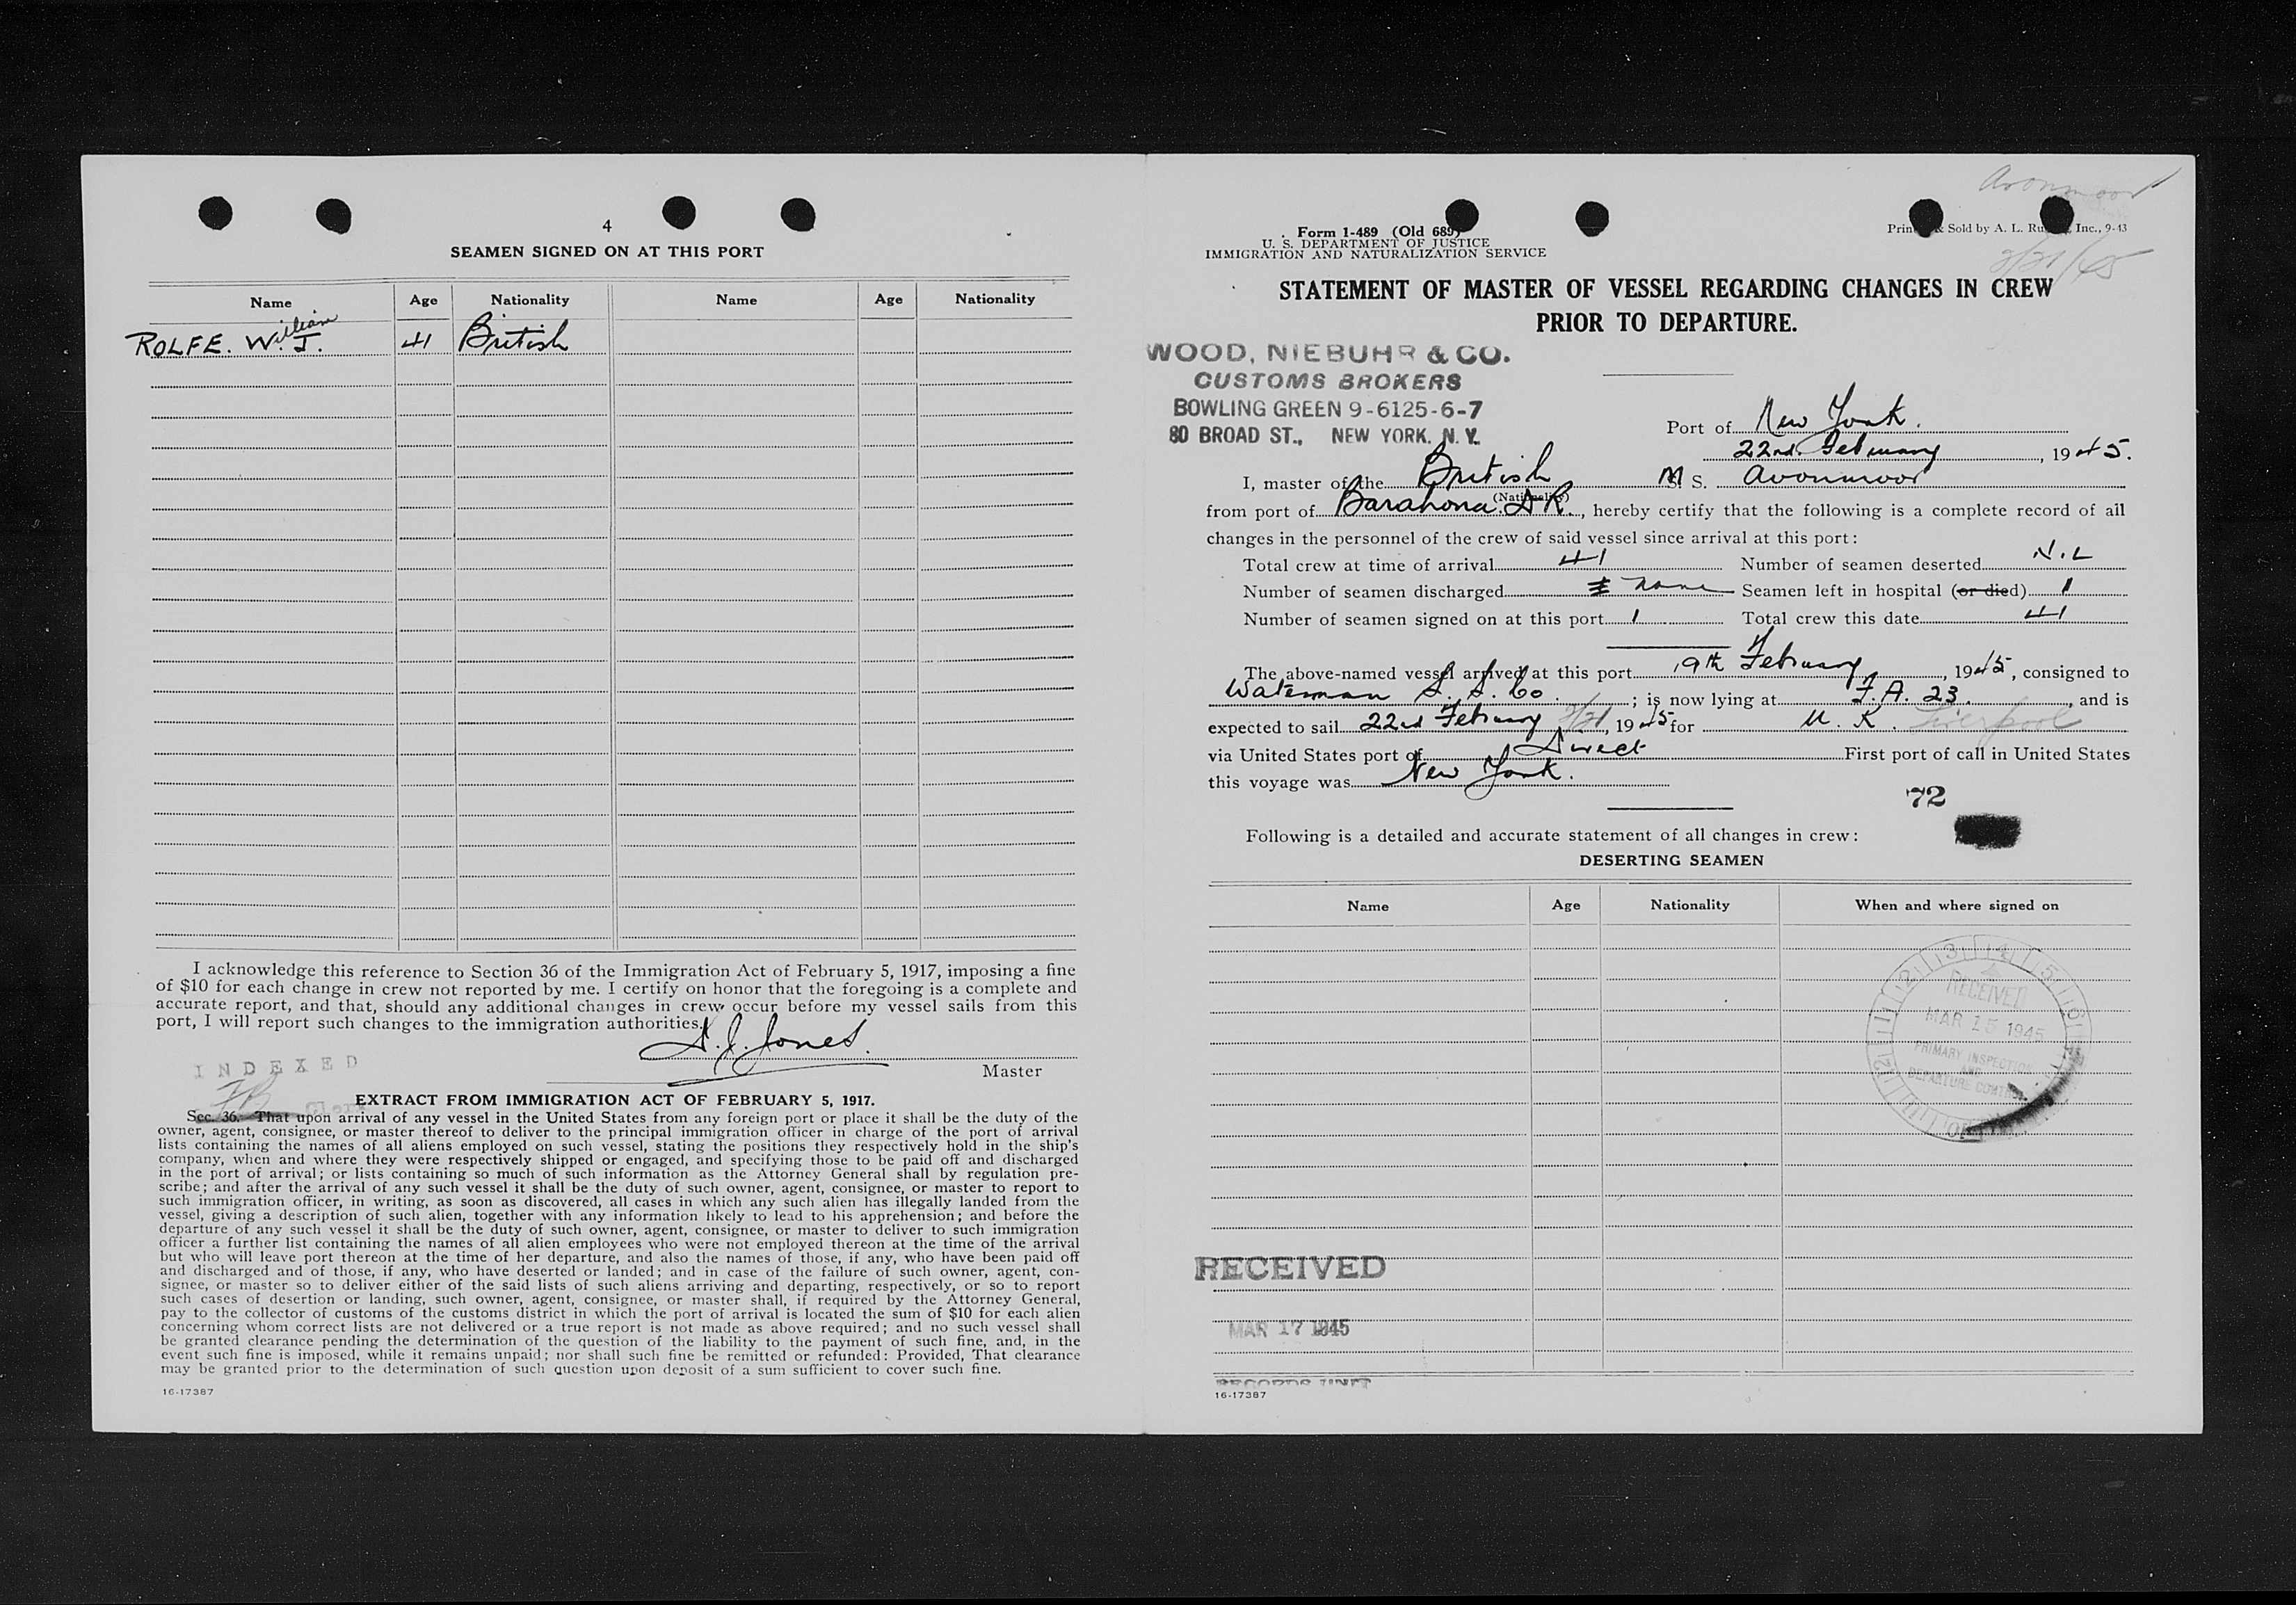 4
SEAMEN SIGNED ON AT THIS PORT
Name Age Nationality Name Age Nationality
William
ROLFE. W. J. 41 British
I acknowledge this reference to Section 36 of the Immigration Act of February 5, 1917, imposing a fine
of $10 for each change in crew not reported by me. I certify on honor that the foregoing is a complete and
accurate report, and that, should any additional changes in crew occur before my vessel sails from this
port, I will report such changes to the immigration authorities.
Jones.
Master
INDEXED
EXTRACT FROM IMMIGRATION ACT OF FEBRUARY 5, 1917.
Sec. 36. That upon arrival of any vessel in the United States from any foreign port or place it shall be the duty of the
owner, agent, consignee, or master thereof to deliver to the principal immigration officer in charge of the port of arrival
lists containing the names of all aliens employed on such vessel, stating the positions they respectively hold in the ship's
company, when and where they were respectively shipped or engaged, and specifying those to be paid off and discharged
in the port of arrival; or lists containing so much of such information as the Attorney General shall by regulation pre-
scribe; and after the arrival of any such vessel it shall be the duty of such owner, agent, consignee, or master to report to
such immigration officer, in writing, as soon as discovered, all cases in which any such alien has illegally landed from the
vessel, giving a description of such alien, together with any information likely to lead to his apprehension; and before the
departure of any such vessel it shall be the duty of such owner, agent, consignee, or master to deliver to such immigration
officer a further list containing the names of all alien employees who were not employed thereon at the time of the arrival
but who will leave port thereon at the time of her departure, and also the names of those, if any, who have been paid off
and discharged and of those, if any, who have deserted or landed; and in case of the failure of such owner, agent, con-
signee, or master so to deliver either of the said lists of such aliens arriving and departing, respectively, or so to report
such cases of desertion or landing, such owner, agent, consignee, or master shall, if required by the Attorney General,
pay to the collector of customs of the customs district in which the port of arrival is located the sum of $10 for each alien
concerning whom correct lists are not delivered or a true report is not made as above required; and no such vessel shall
be granted clearance pending the determination of the question of the liability to the payment of such fine, and, in the
event such fine is imposed, while it remains unpaid; nor shall such fine be remitted or refunded: Provided, That clearance
may be granted prior to the determination of such question upon deposit of a sum sufficient to cover such fine.
16-17387
Avonmoor
Form 1-489 (Old 689)
U. S. DEPARTMENT OF JUSTICE
IMMIGRATION AND NATURALIZATION SERVICE
& Sold by A. L. Inc., 9-43
2/21/45
STATEMENT OF MASTER OF VESSEL REGARDING CHANGES IN CREW
PRIOR TO DEPARTURE.
WOOD, NIEBUHR & CO.
CUSTOMS BROKERS
BOWLING GREEN 9-6125-6-7
80 BROAD ST., NEW YORK, N. Y.
Port of New York.
22nd February, 1945.
I, master of the British M S. Avonmoor
(Nationality)
from port of Barahona D.R., hereby certify that the following is a complete record of all
changes in the personnel of the crew of said vessel since arrival at this port:
Total crew at time of arrival 41 Number of seamen deserted N.L
Number of seamen discharged none Seamen left in hospital (or died) 1
Number of seamen signed on at this port 1 Total crew this date 41
The above-named vessel arrived at this port 19th February, 1945, consigned to
Waterman S. S. Co.; is now lying at F.A. 23, and is
expected to sail 22nd February 2/21, 1945 for U. K. Liverpool
via United States port of Direct First port of call in United States
this voyage was New York.
72
Following is a detailed and accurate statement of all changes in crew:
DESERTING SEAMEN
Name Age Nationality When and where signed on
RECEIVED
MAR 15 1945
PRIMARY INSPECTION
AND
DEPARTURE
RECEIVED
MAR 17 1945
RECORDS UNIT
16-17387